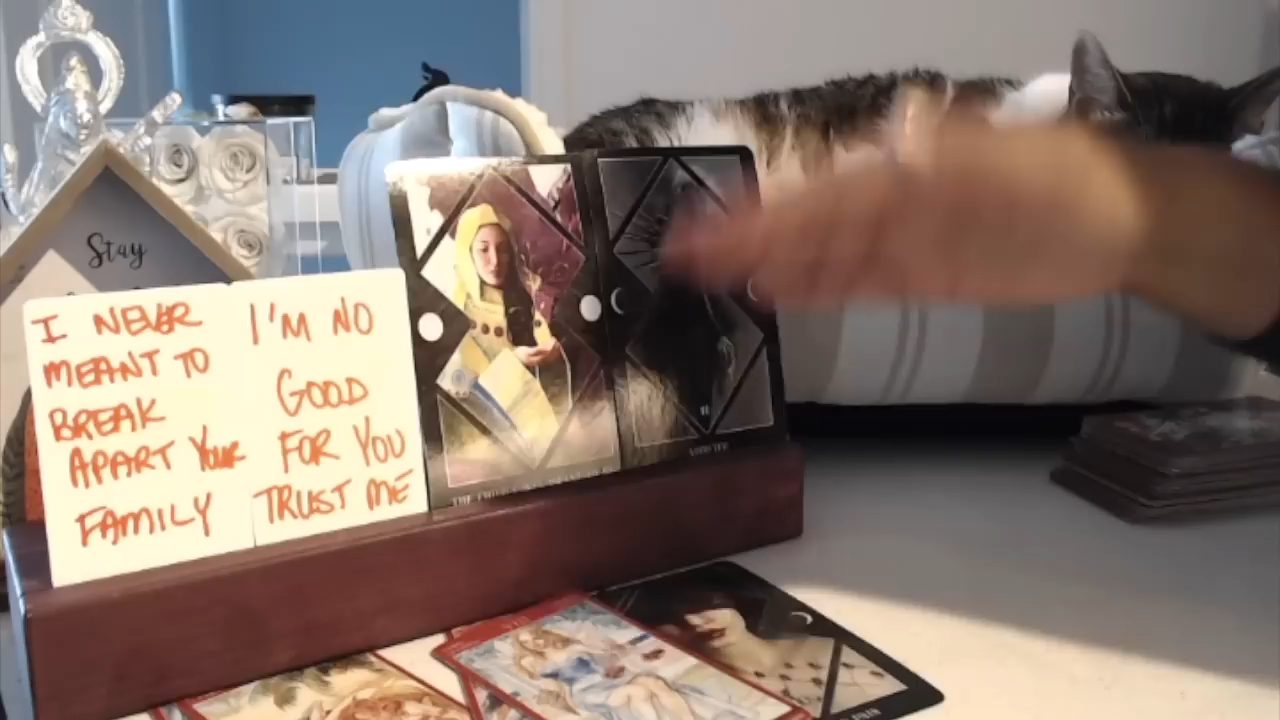 Stay
I NEVER
MEANT TO
BREAK
APART YOUR
FAMILY
I'M NO
GOOD
FOR YOU
TRUST ME